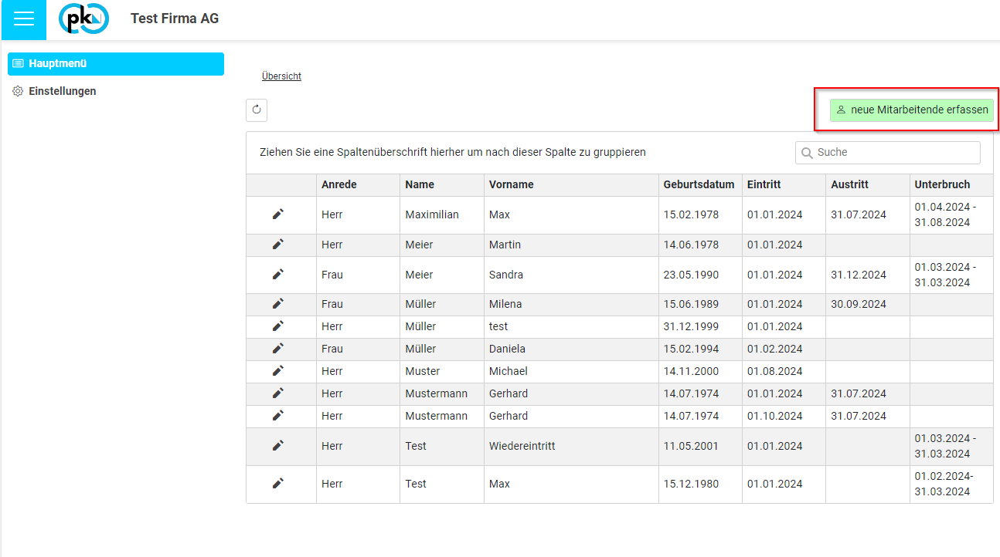 pk Test Firma AG
Hauptmenü
Einstellungen
Übersicht
neue Mitarbeitende erfassen
Ziehen Sie eine Spaltenüberschrift hierher um nach dieser Spalte zu gruppieren Suche
Anrede Name Vorname Geburtsdatum Eintritt Austritt Unterbruch
Herr Maximilian Max 15.02.1978 01.01.2024 31.07.2024 01.04.2024 -
31.08.2024
Herr Meier Martin 14.06.1978 01.01.2024
Frau Meier Sandra 23.05.1990 01.01.2024 31.12.2024 01.03.2024 -
31.03.2024
Frau Müller Milena 15.06.1989 01.01.2024 30.09.2024
Herr Müller test 31.12.1999 01.01.2024
Frau Müller Daniela 15.02.1994 01.02.2024
Herr Muster Michael 14.11.2000 01.08.2024
Herr Mustermann Gerhard 14.07.1974 01.01.2024 31.07.2024
Herr Mustermann Gerhard 14.07.1974 01.10.2024 31.07.2024
Herr Test Wiedereintritt 11.05.2001 01.01.2024 01.03.2024 -
31.03.2024
Herr Test Max 15.12.1980 01.01.2024 01.02.2024-
31.03.2024